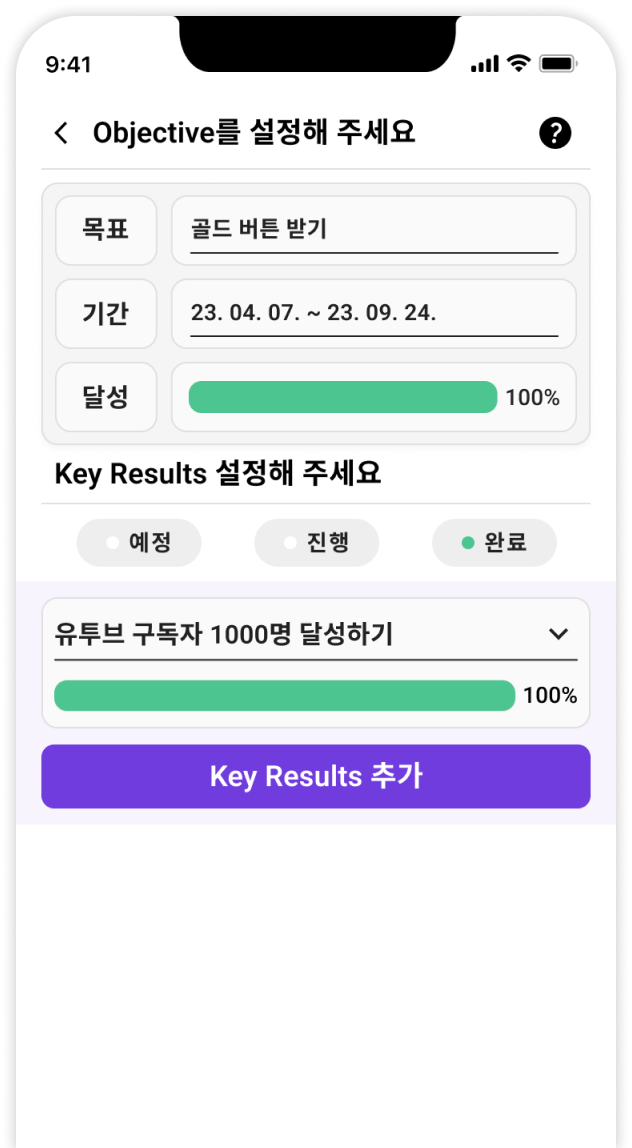 9:41
Objective를 설정해 주세요 ?
목표 골드 버튼 받기
기간 23. 04. 07. ~ 23. 09. 24.
달성 100%
Key Results 설정해 주세요
예정 진행 완료
유투브 구독자 1000명 달성하기
100%
Key Results 추가